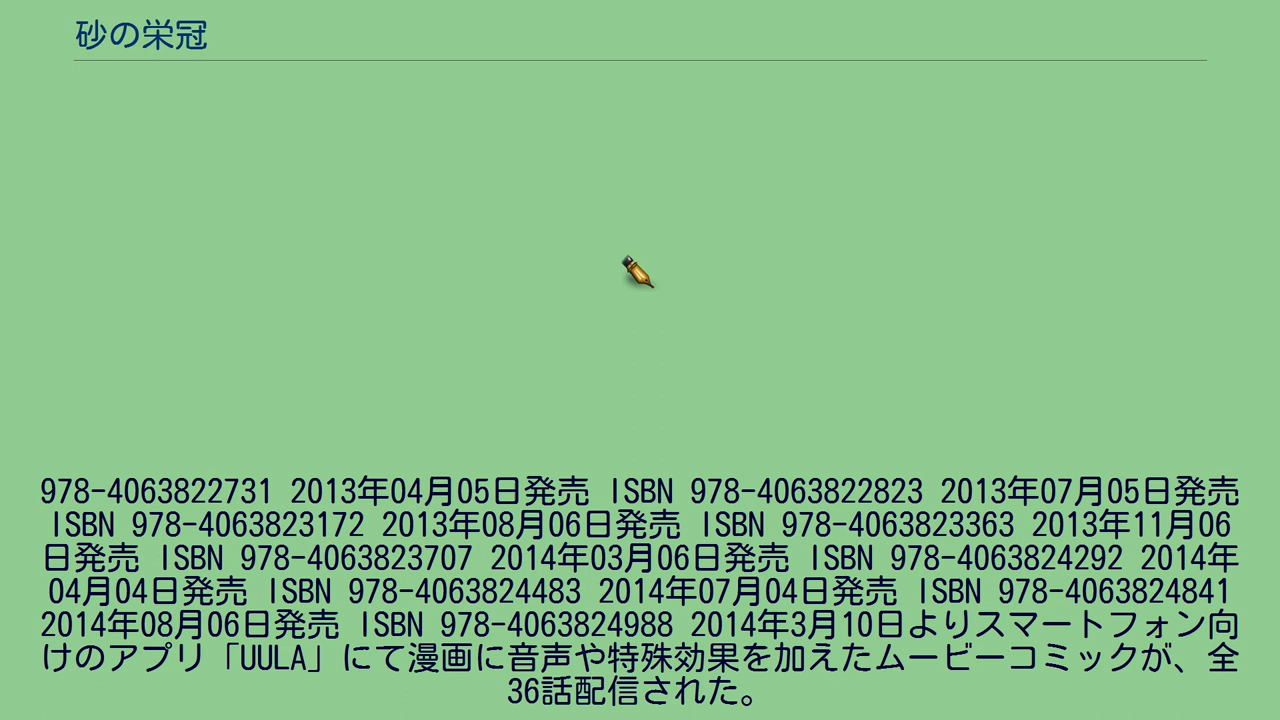 砂の栄冠
978-4063822731 2013年04月05日発売 ISBN 978-4063822823 2013年07月05日発売
ISBN 978-4063823172 2013年08月06日発売 ISBN 978-4063823363 2013年11月06
日発売 ISBN 978-4063823707 2014年03月06日発売 ISBN 978-4063824292 2014年
04月04日発売 ISBN 978-4063824483 2014年07月04日発売 ISBN 978-4063824841
2014年08月06日発売 ISBN 978-4063824988 2014年3月10日よりスマートフォン向
けのアプリ「UULA」にて漫画に音声や特殊効果を加えたムービーコミックが、全
36話配信された。